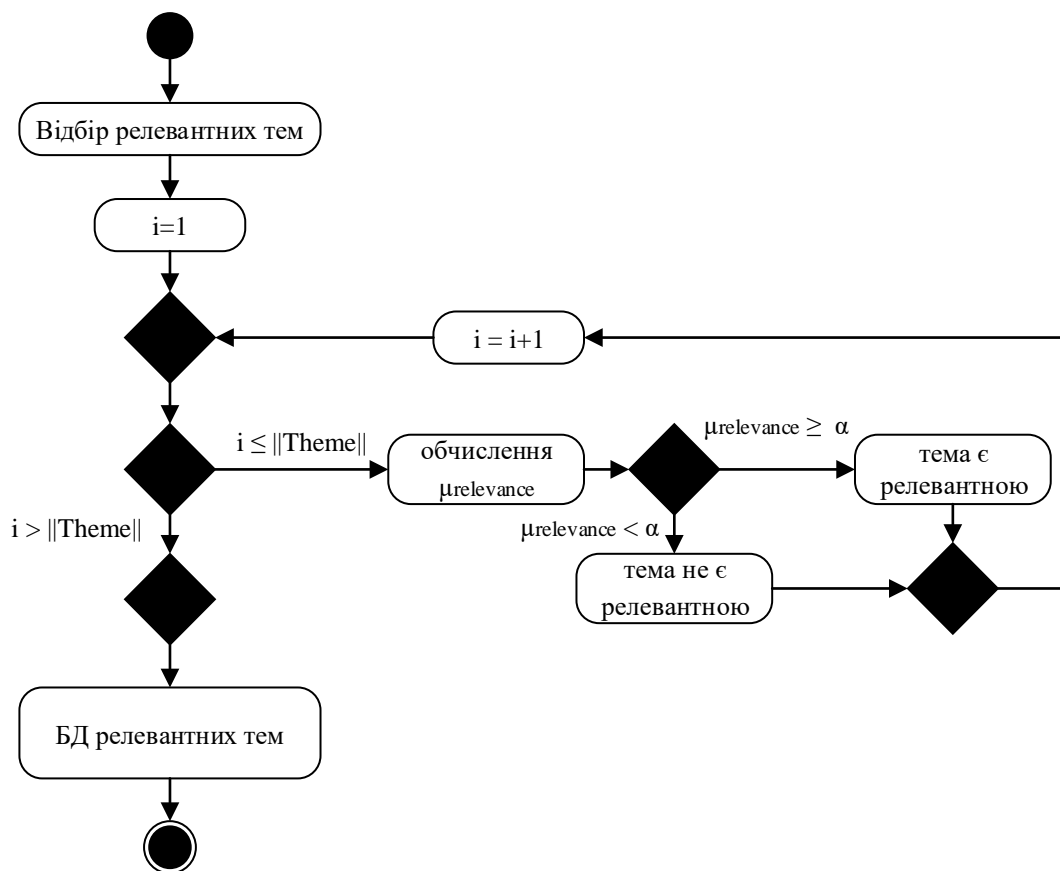 Відбір релевантних тем
i=1
i = i+1
i ≤ ||Theme||
обчислення
μrelevance
μrelevance ≥ α
тема є
релевантною
i > ||Theme||
μrelevance < α
тема не є
релевантною
БД релевантних тем